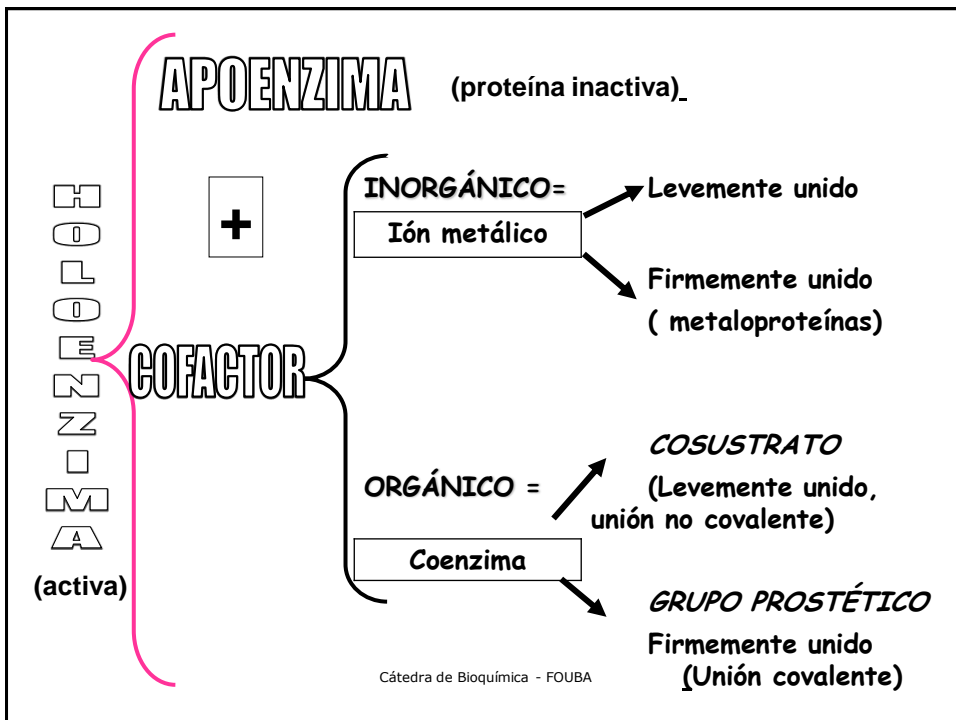 HOLOENZIMA
(activa)
APOENZIMA (proteína inactiva)
+
COFACTOR
INORGÁNICO=
Ión metálico
Levemente unido
Firmemente unido
( metaloproteínas)
ORGÁNICO =
Coenzima
COSUSTRATO
(Levemente unido,
unión no covalente)
GRUPO PROSTÉTICO
Firmemente unido
(Unión covalente)
Cátedra de Bioquímica - FOUBA